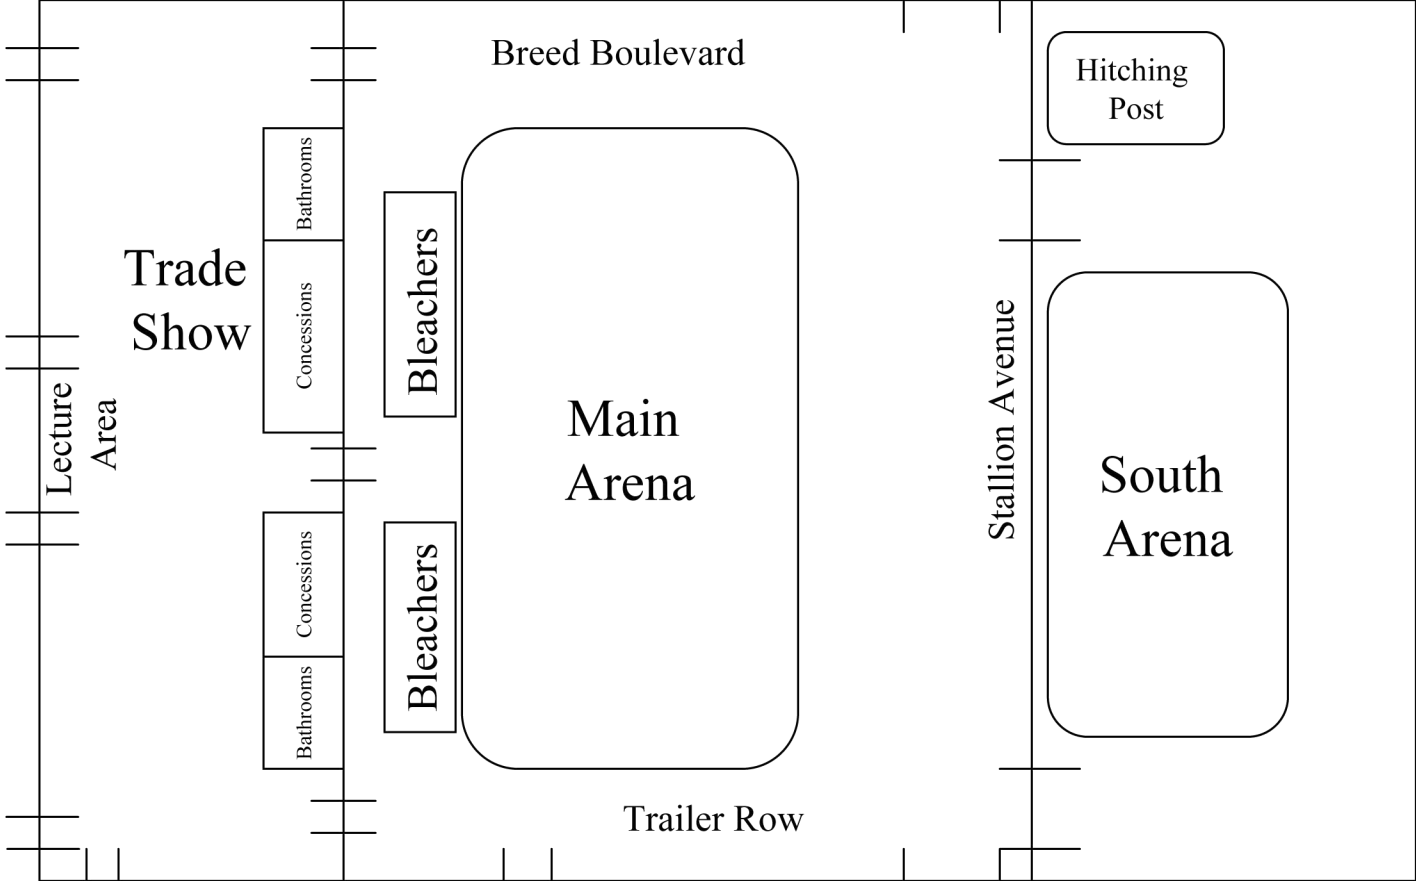 Breed Boulevard
Hitching
Post
Bathrooms
Trade
Show
Concessions
Bleachers
Lecture
Area
Main
Arena
Stallion Avenue
South
Arena
Concessions
Bleachers
Bathrooms
Trailer Row